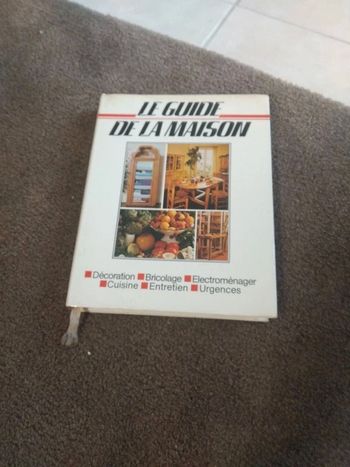 LE GUIDE
DE LA MAISON
Décoration Bricolage Electroménager
Cuisine Entretien Urgences